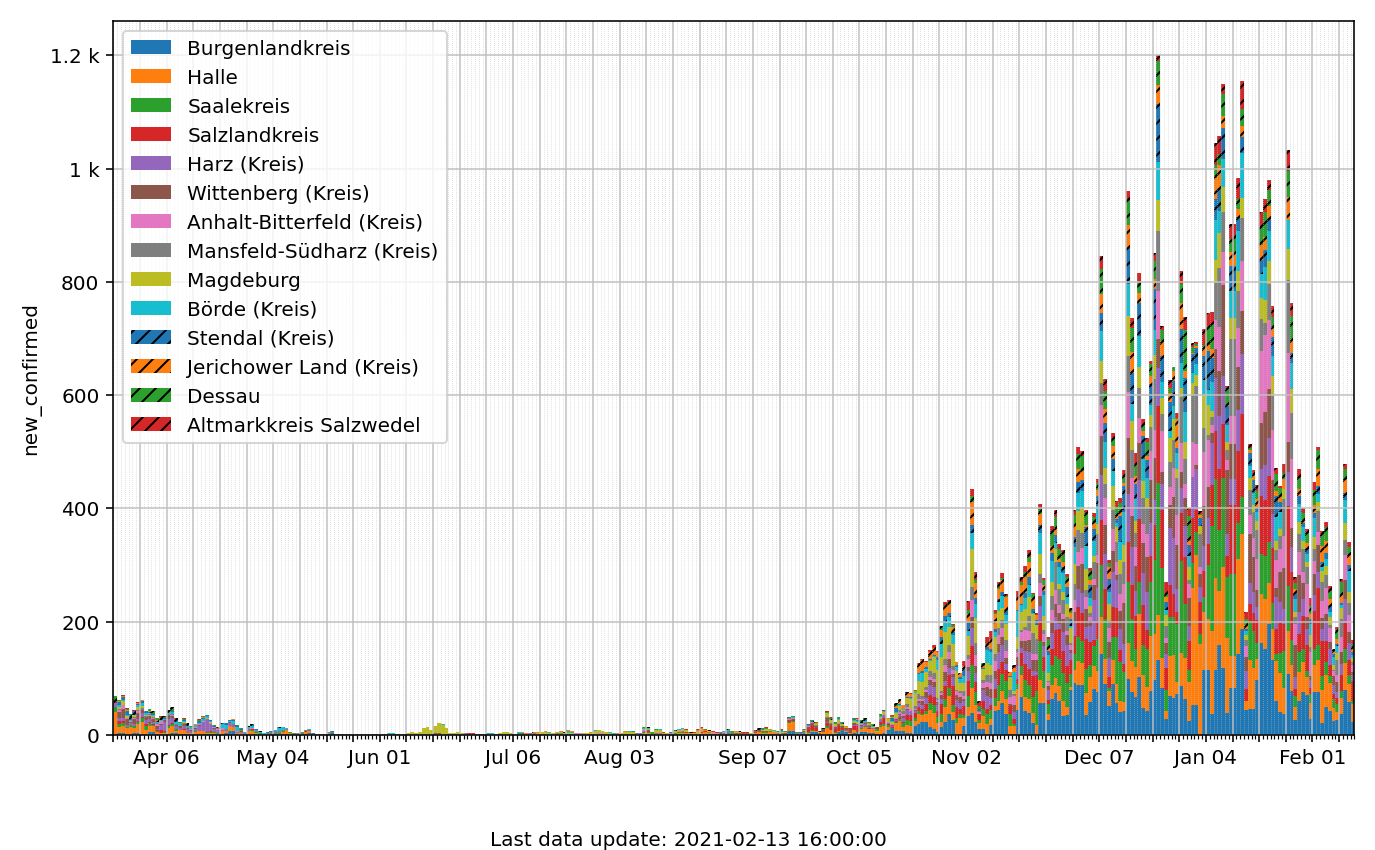 1.2 k
1 k
800
600
400
200
0
new_confirmed
Burgenlandkreis
Halle
Saalekreis
Salzlandkreis
Harz (Kreis)
Wittenberg (Kreis)
Anhalt-Bitterfeld (Kreis)
Mansfeld-Südharz (Kreis)
Magdeburg
Börde (Kreis)
Stendal (Kreis)
Jerichower Land (Kreis)
Dessau
Altmarkkreis Salzwedel
Apr 06 May 04 Jun 01 Jul 06 Aug 03 Sep 07 Oct 05 Nov 02 Dec 07 Jan 04 Feb 01
Last data update: 2021-02-13 16:00:00